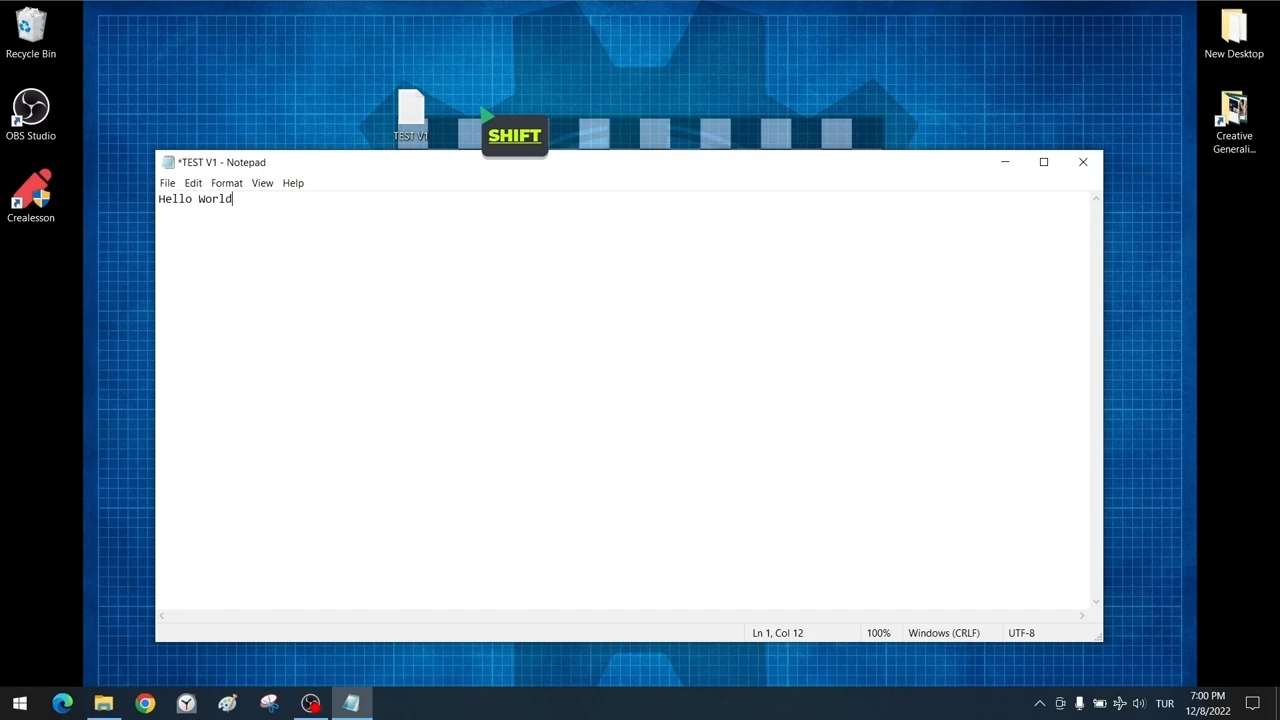 Recycle Bin
New Desktop
OBS Studio
TEST V1
SHIFT
Creative
Generali...
*TEST V1 - Notepad
File Edit Format View Help
Hello World
Crealesson
Ln 1, Col 12 100% Windows (CRLF) UTF-8
TUR
7:00 PM
12/8/2022